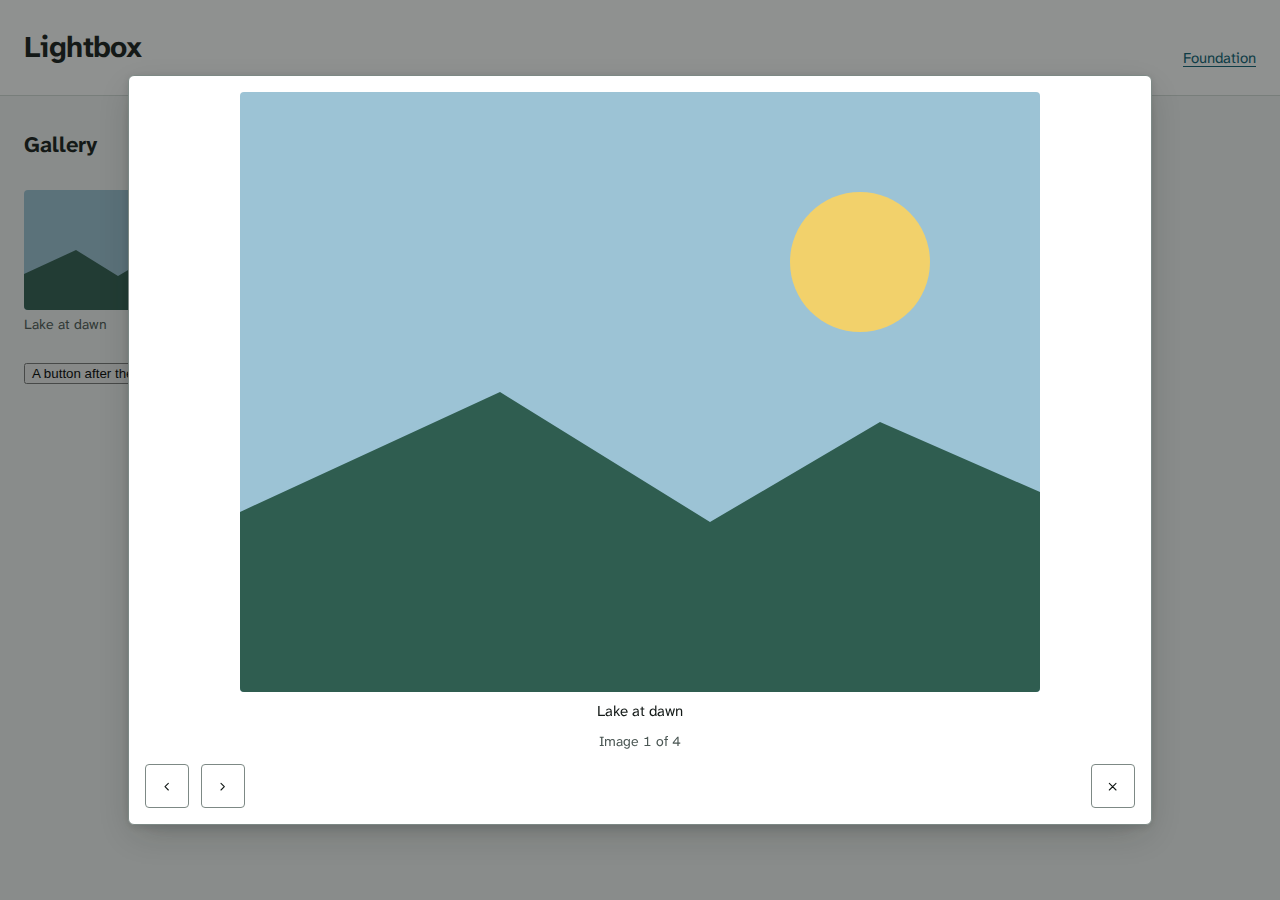 Lightbox
Foundation
Gallery
Lake at dawn
A button after the
Lake at dawn
Image 1 of 4